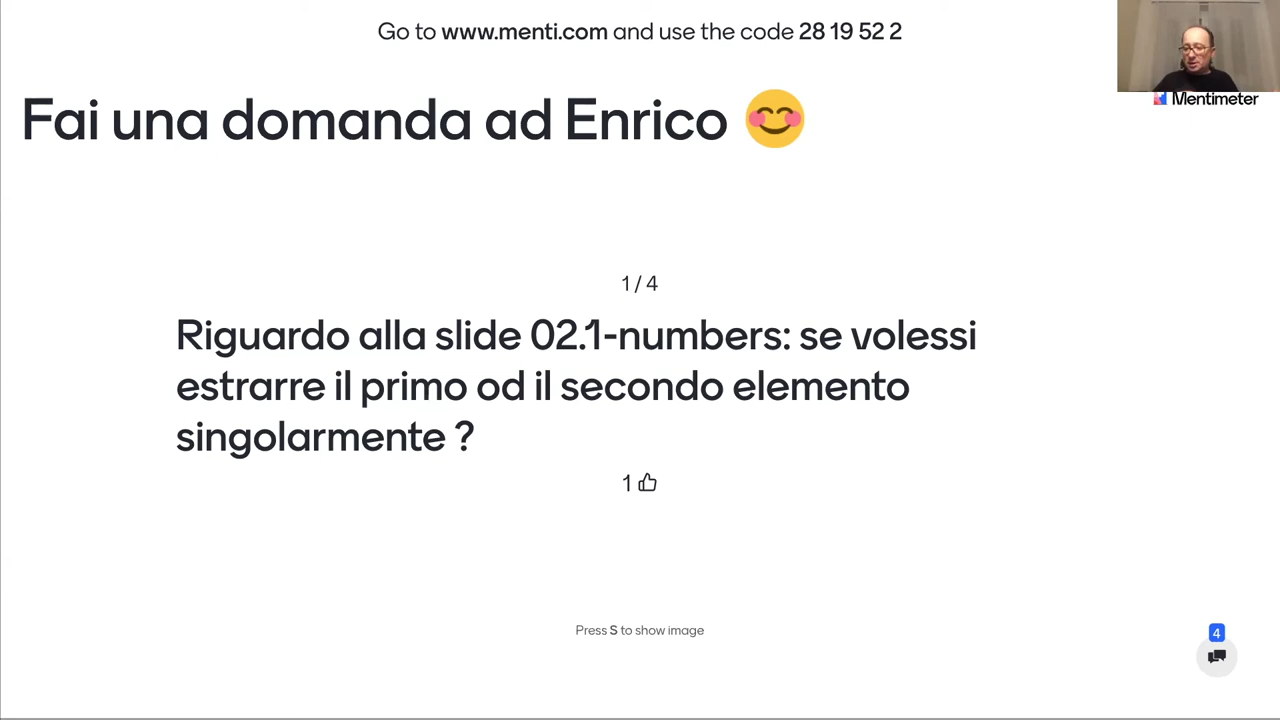 Go to www.menti.com and use the code 28 19 52 2
Mentimeter
Fai una domanda ad Enrico 😊
1 / 4
Riguardo alla slide 02.1-numbers: se volessi
estrarre il primo od il secondo elemento
singolarmente ?
1
Press S to show image
4